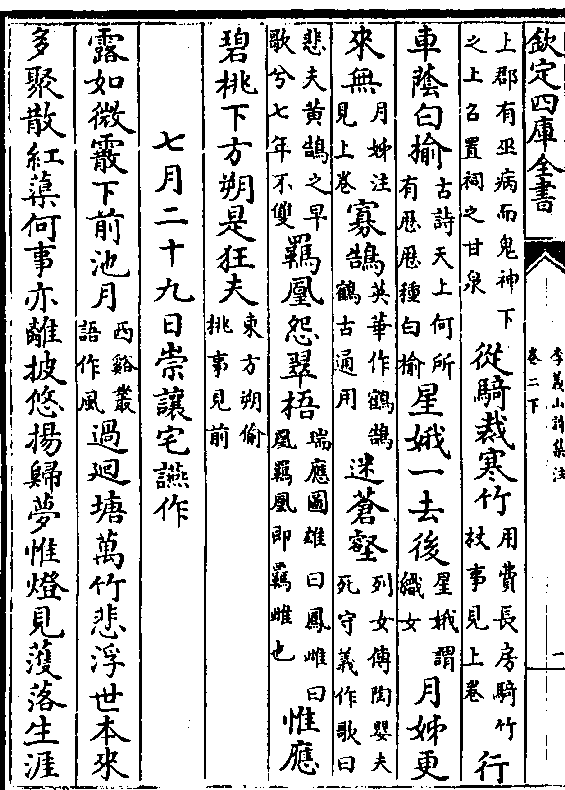 欽定四庫全書
李義山詩集注
卷二下
一
上郡有巫病而鬼神下
之上召置祠之甘泉
從騎裁寒竹
用費長房騎竹
杖事見上卷
行
車蔭白榆
古詩天上何所
有歷歷種白榆
星娥一去後
星娥謂
織女
月姊更
來無
月姊注
見上卷
寡鵠
英華作鶴鵠
鶴古通用
迷蒼壑
列女傳陶嬰夫
死守義作歌曰
悲夫黃鵠之早
歌兮七年不雙
羈凰怨翠梧
瑞應圖雄曰鳳雌曰
凰羈凰即羈雌也
惟應
碧桃下方朔是狂夫
東方朔偷
桃事見前
七月二十九日崇讓宅讌作
露如微霰下前池月
西谿叢
語作風
過廻塘萬竹悲浮世本來
多聚散紅蕖何事亦離披悠揚歸夢惟燈見濩落生涯